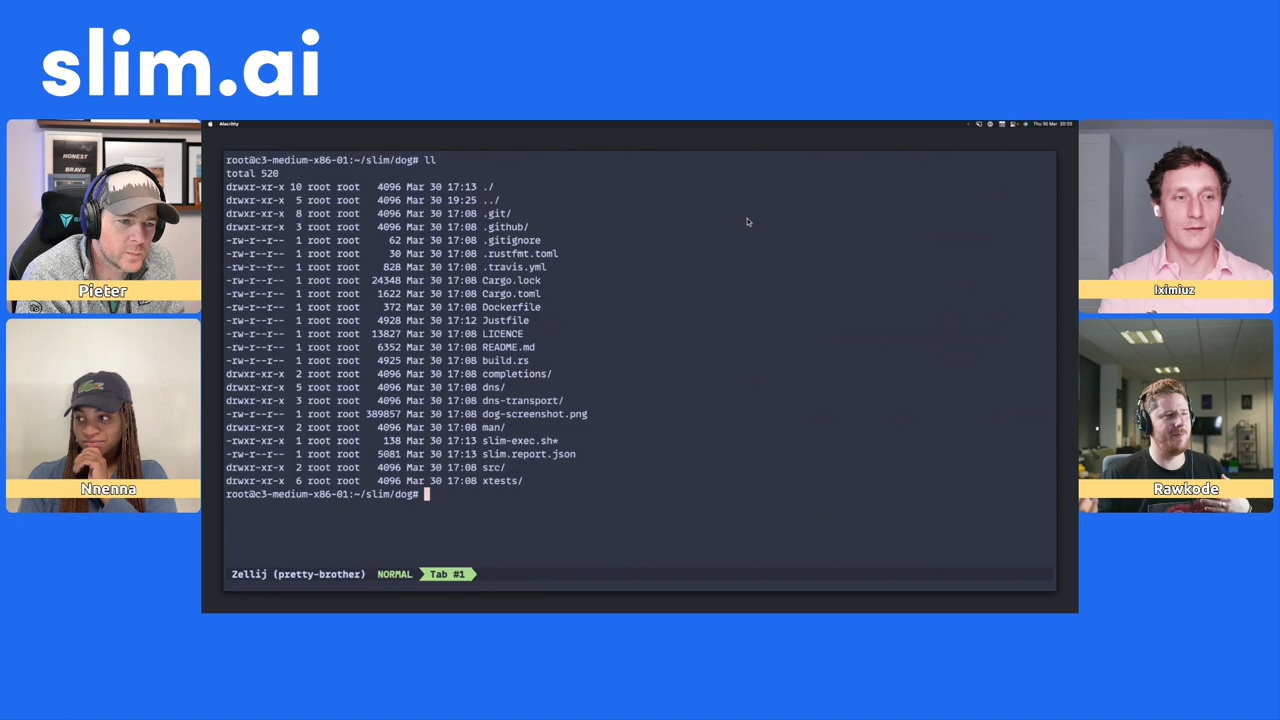 slim.ai
HONEST
BRAVE
Pieter
Nnenna
Iximiuz
Rawkode
Alacritty
Thu 30 Mar 20:33
root@c3-medium-x86-01:~/slim/dog# ll
total 520
drwxr-xr-x 10 root root 4096 Mar 30 17:13 ./
drwxr-xr-x 5 root root 4096 Mar 30 19:25 ../
drwxr-xr-x 8 root root 4096 Mar 30 17:08 .git/
drwxr-xr-x 3 root root 4096 Mar 30 17:08 .github/
-rw-r--r-- 1 root root 62 Mar 30 17:08 .gitignore
-rw-r--r-- 1 root root 30 Mar 30 17:08 .rustfmt.toml
-rw-r--r-- 1 root root 828 Mar 30 17:08 .travis.yml
-rw-r--r-- 1 root root 24348 Mar 30 17:08 Cargo.lock
-rw-r--r-- 1 root root 1622 Mar 30 17:08 Cargo.toml
-rw-r--r-- 1 root root 372 Mar 30 17:08 Dockerfile
-rw-r--r-- 1 root root 4928 Mar 30 17:12 Justfile
-rw-r--r-- 1 root root 13827 Mar 30 17:08 LICENCE
-rw-r--r-- 1 root root 6352 Mar 30 17:08 README.md
-rw-r--r-- 1 root root 4925 Mar 30 17:08 build.rs
drwxr-xr-x 2 root root 4096 Mar 30 17:08 completions/
drwxr-xr-x 5 root root 4096 Mar 30 17:08 dns/
drwxr-xr-x 3 root root 4096 Mar 30 17:08 dns-transport/
-rw-r--r-- 1 root root 389857 Mar 30 17:08 dog-screenshot.png
drwxr-xr-x 2 root root 4096 Mar 30 17:08 man/
-rwxr-xr-x 1 root root 138 Mar 30 17:13 slim-exec.sh*
-rw-r--r-- 1 root root 5081 Mar 30 17:13 slim.report.json
drwxr-xr-x 2 root root 4096 Mar 30 17:08 src/
drwxr-xr-x 6 root root 4096 Mar 30 17:08 xtests/
root@c3-medium-x86-01:~/slim/dog#
Zellij (pretty-brother) NORMAL Tab #1